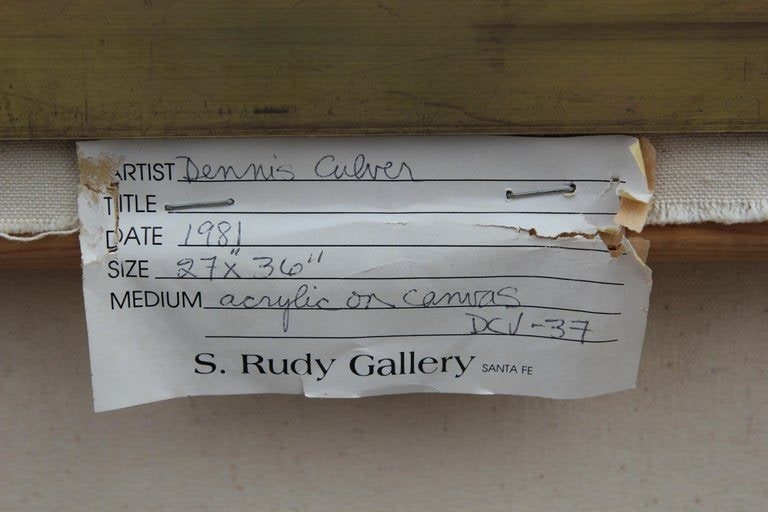 ARTIST Dennis Culver
TITLE
DATE 1981
SIZE 27" x 36"
MEDIUM acrylic on canvas
DCV-37
S. Rudy Gallery SANTA FE